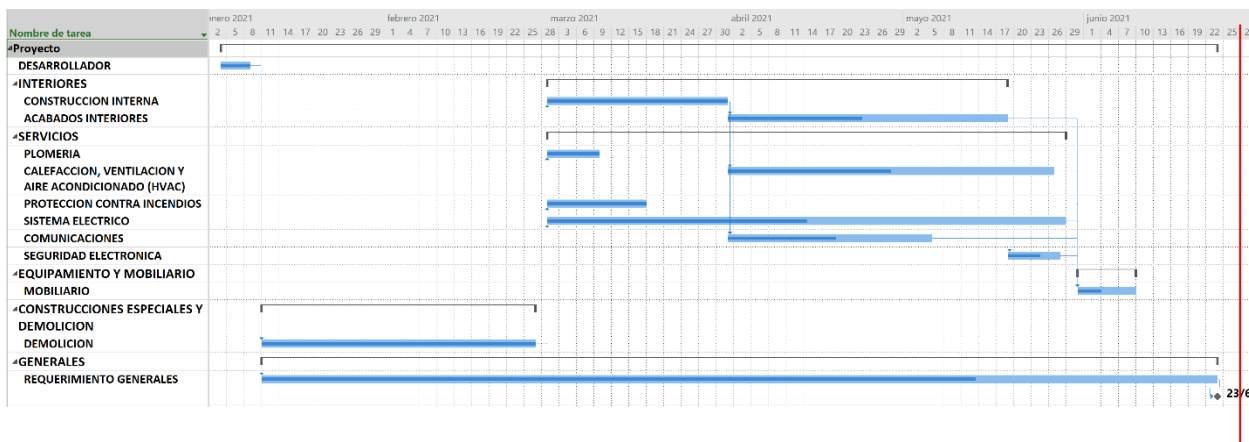 enero 2021 febrero 2021 marzo 2021 abril 2021 mayo 2021 junio 2021
Nombre de tarea 2 5 8 11 14 17 20 23 26 29 1 4 7 10 13 16 19 22 25 28 3 6 9 12 15 18 21 24 27 30 2 5 8 11 14 17 20 23 26 29 2 5 8 11 14 17 20 23 26 29 1 4 7 10 13 16 19 22 25
Proyecto
DESARROLLADOR
INTERIORES
CONSTRUCCION INTERNA
ACABADOS INTERIORES
SERVICIOS
PLOMERIA
CALEFACCION, VENTILACION Y
AIRE ACONDICIONADO (HVAC)
PROTECCION CONTRA INCENDIOS
SISTEMA ELECTRICO
COMUNICACIONES
SEGURIDAD ELECTRONICA
EQUIPAMIENTO Y MOBILIARIO
MOBILIARIO
CONSTRUCCIONES ESPECIALES Y
DEMOLICION
DEMOLICION
GENERALES
REQUERIMIENTO GENERALES
23/6